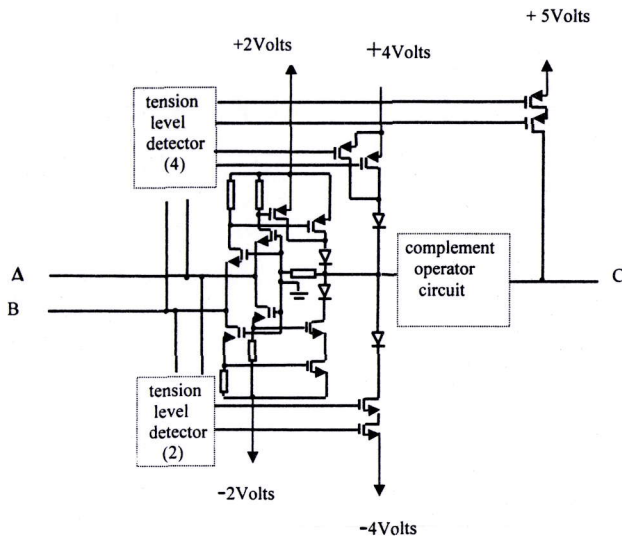 + 5Volts
+2Volts
+4Volts
tension
level
detector
(4)
complement
operator
circuit
A
C
B
tension
level
detector
(2)
-2Volts
-4Volts